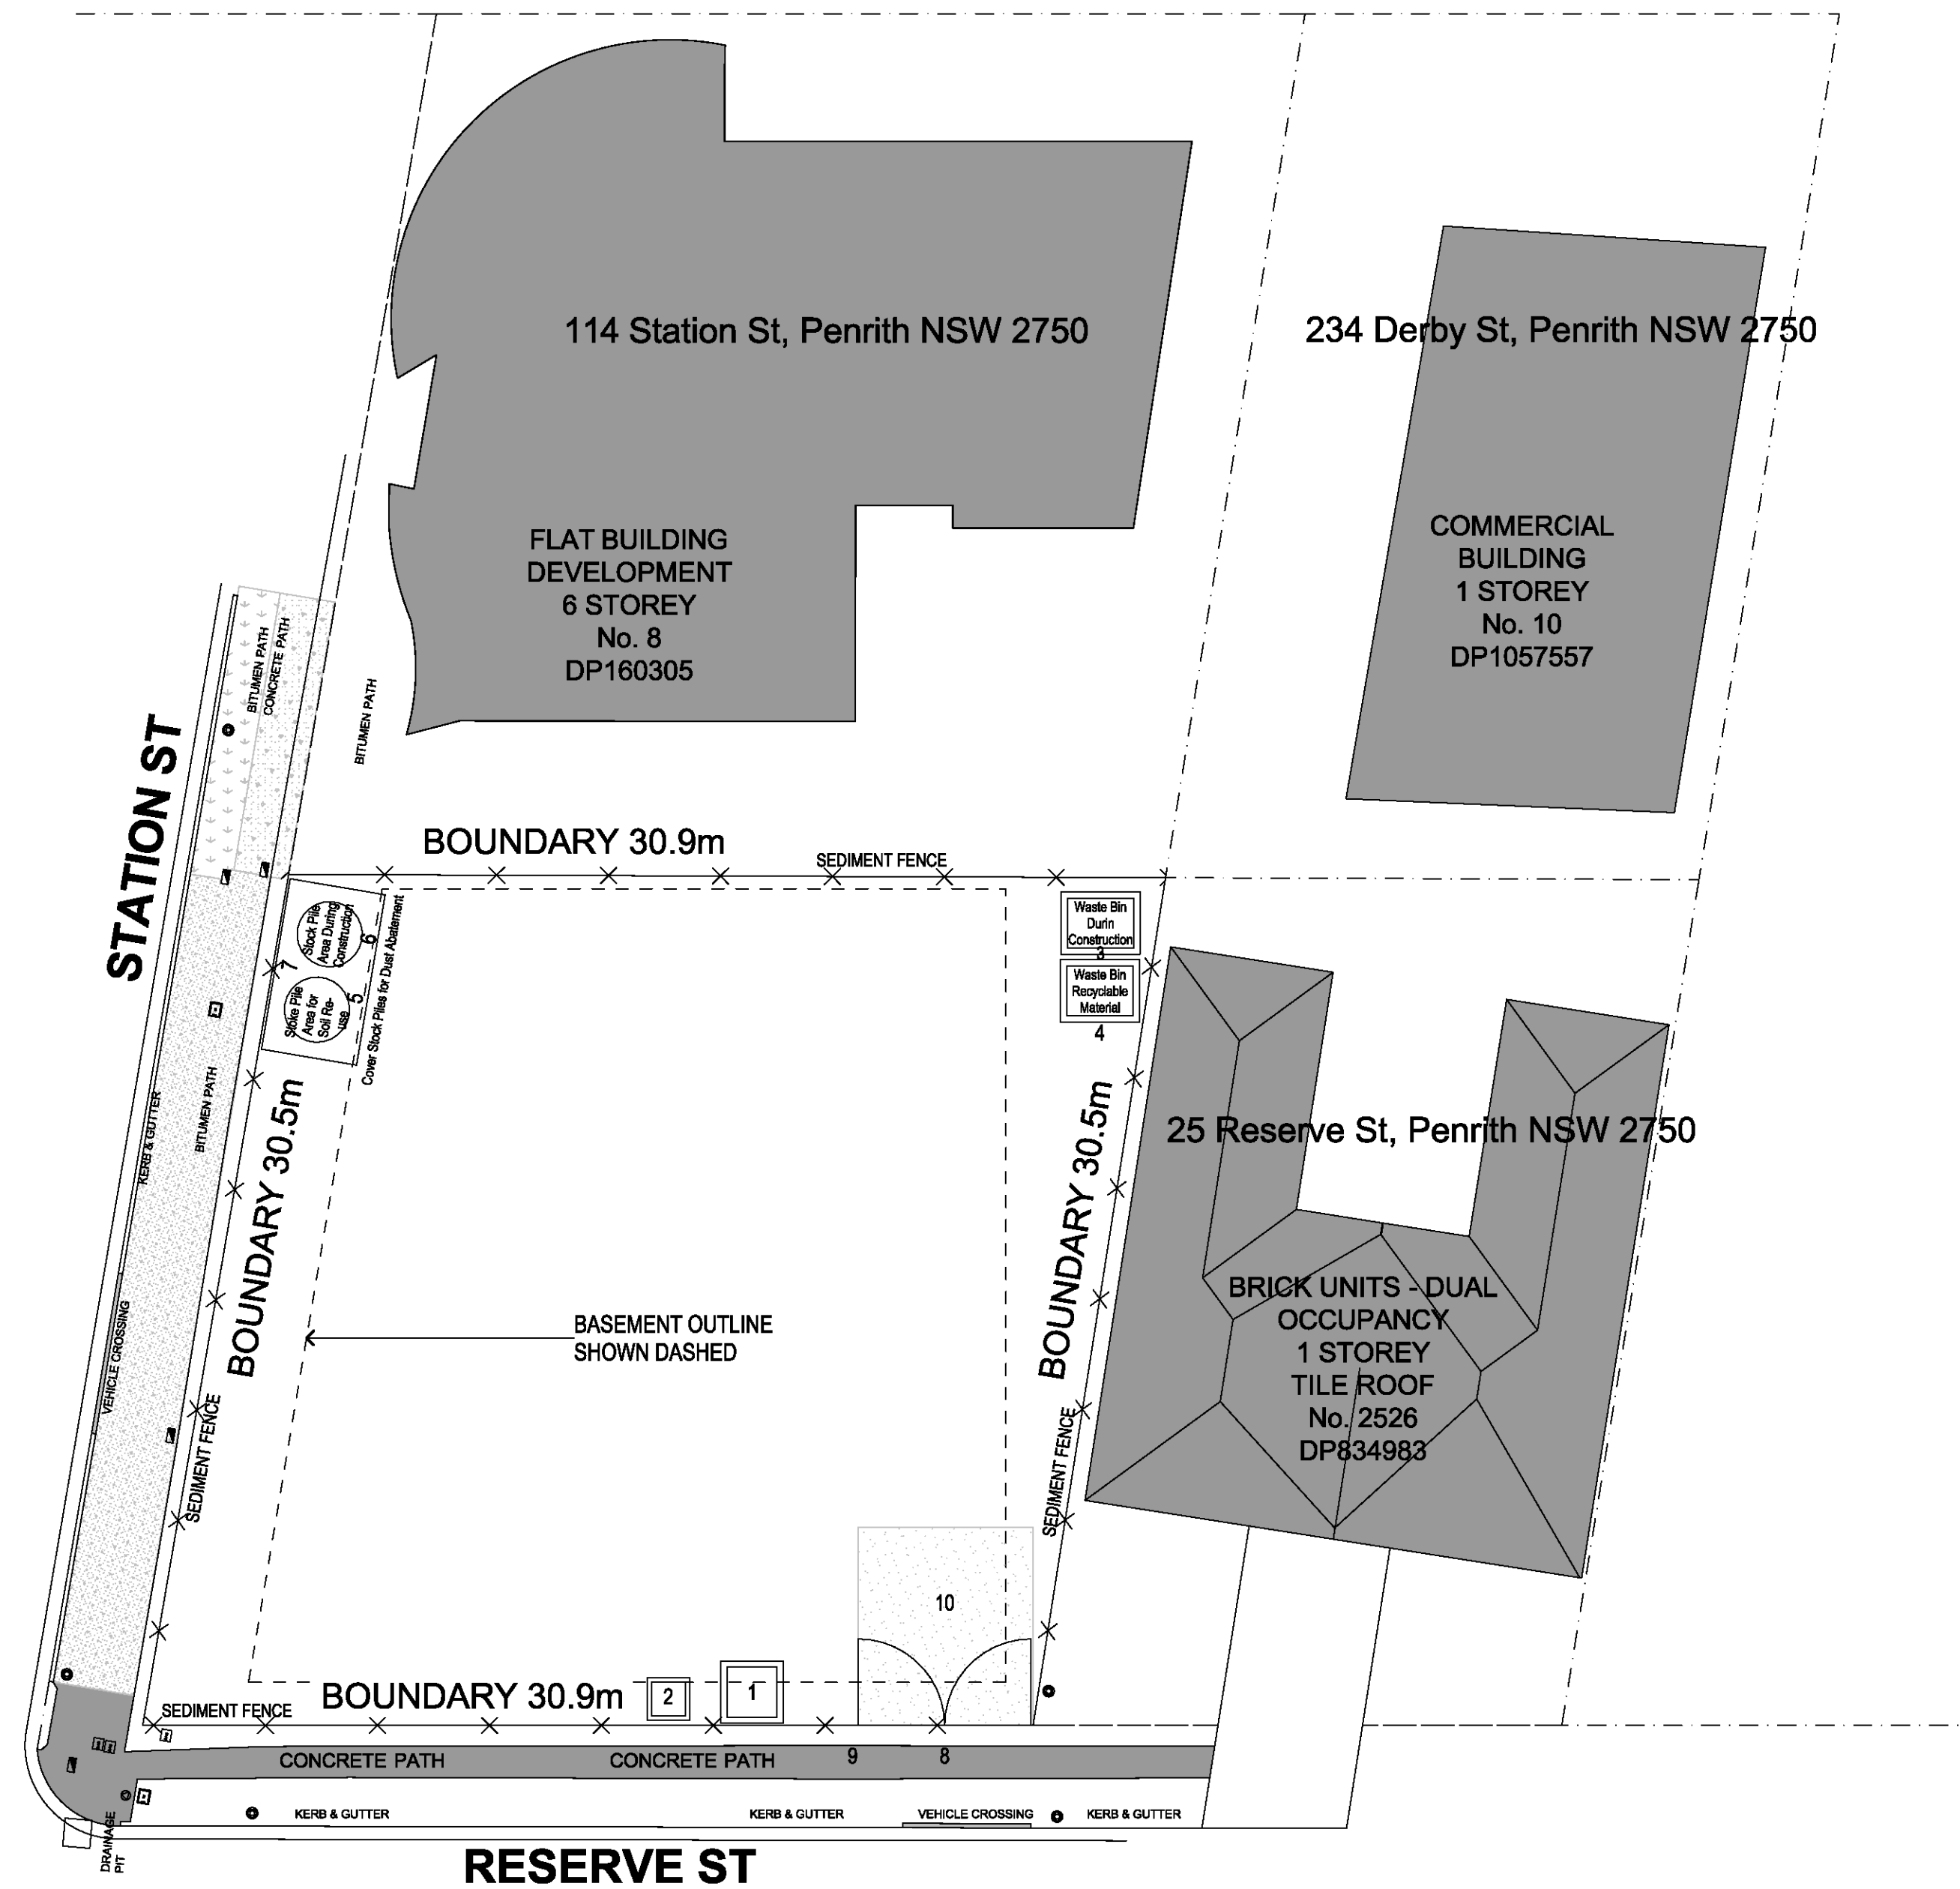 114 Station St, Penrith NSW 2750
234 Derby St, Penrith NSW 2750
FLAT BUILDING
DEVELOPMENT
6 STOREY
No. 8
DP160305
COMMERCIAL
BUILDING
1 STOREY
No. 10
DP1057557
BITUMEN PATH
CONCRETE PATH
BITUMEN PATH
STATION ST
BOUNDARY 30.9m
SEDIMENT FENCE
Stock Pile
Area During
Construction
6
7
Stoke Pile
Area for
Soil Re-
use
5
Cover Stock Piles for Dust Abatement
Waste Bin
Durin
Construction
3
Waste Bin
Recyclable
Material
4
KERB & GUTTER
BITUMEN PATH
BOUNDARY 30.5m
BOUNDARY 30.5m
25 Reserve St, Penrith NSW 2750
VEHICLE CROSSING
SEDIMENT FENCE
BASEMENT OUTLINE
SHOWN DASHED
SEDIMENT FENCE
BRICK UNITS - DUAL
OCCUPANCY
1 STOREY
TILE ROOF
No. 2526
DP834983
10
SEDIMENT FENCE
BOUNDARY 30.9m
2
1
CONCRETE PATH
CONCRETE PATH
9
8
KERB & GUTTER
KERB & GUTTER
VEHICLE CROSSING
KERB & GUTTER
DRAINAGE
PIT
RESERVE ST